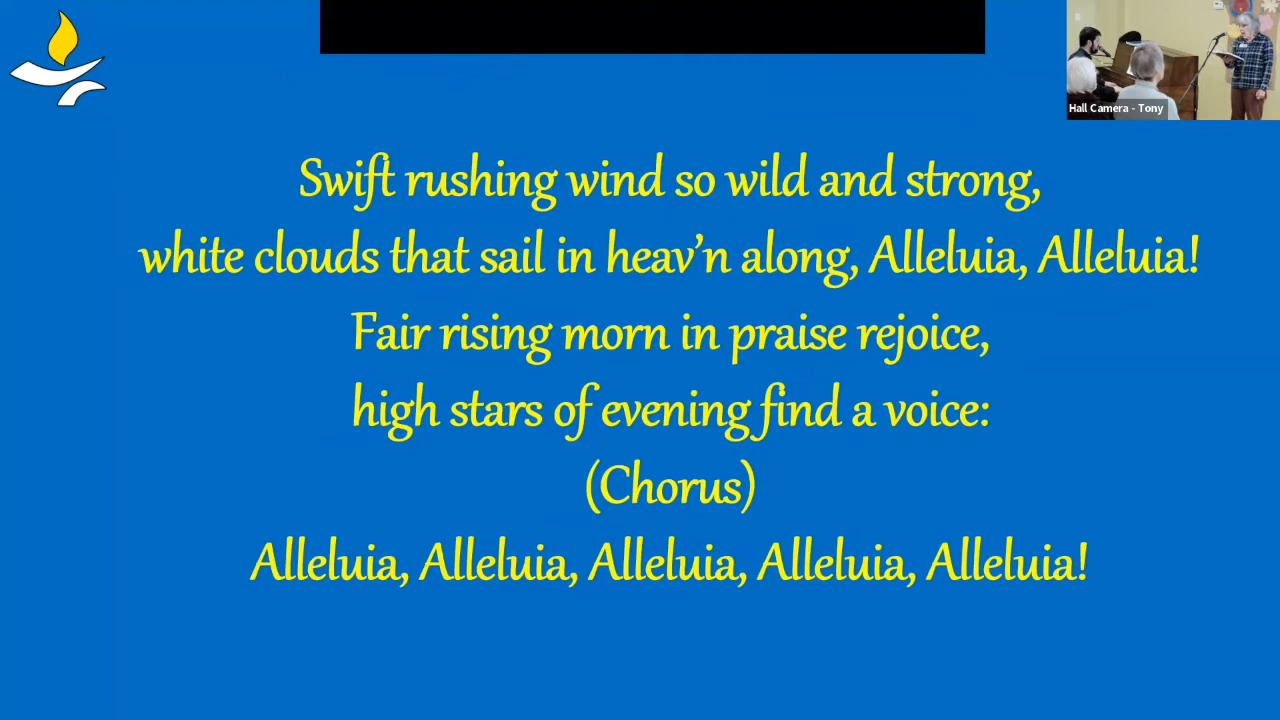 Hall Camera - Tony
Swift rushing wind so wild and strong,
white clouds that sail in heav’n along, Alleluia, Alleluia!
Fair rising morn in praise rejoice,
high stars of evening find a voice:
(Chorus)
Alleluia, Alleluia, Alleluia, Alleluia, Alleluia!